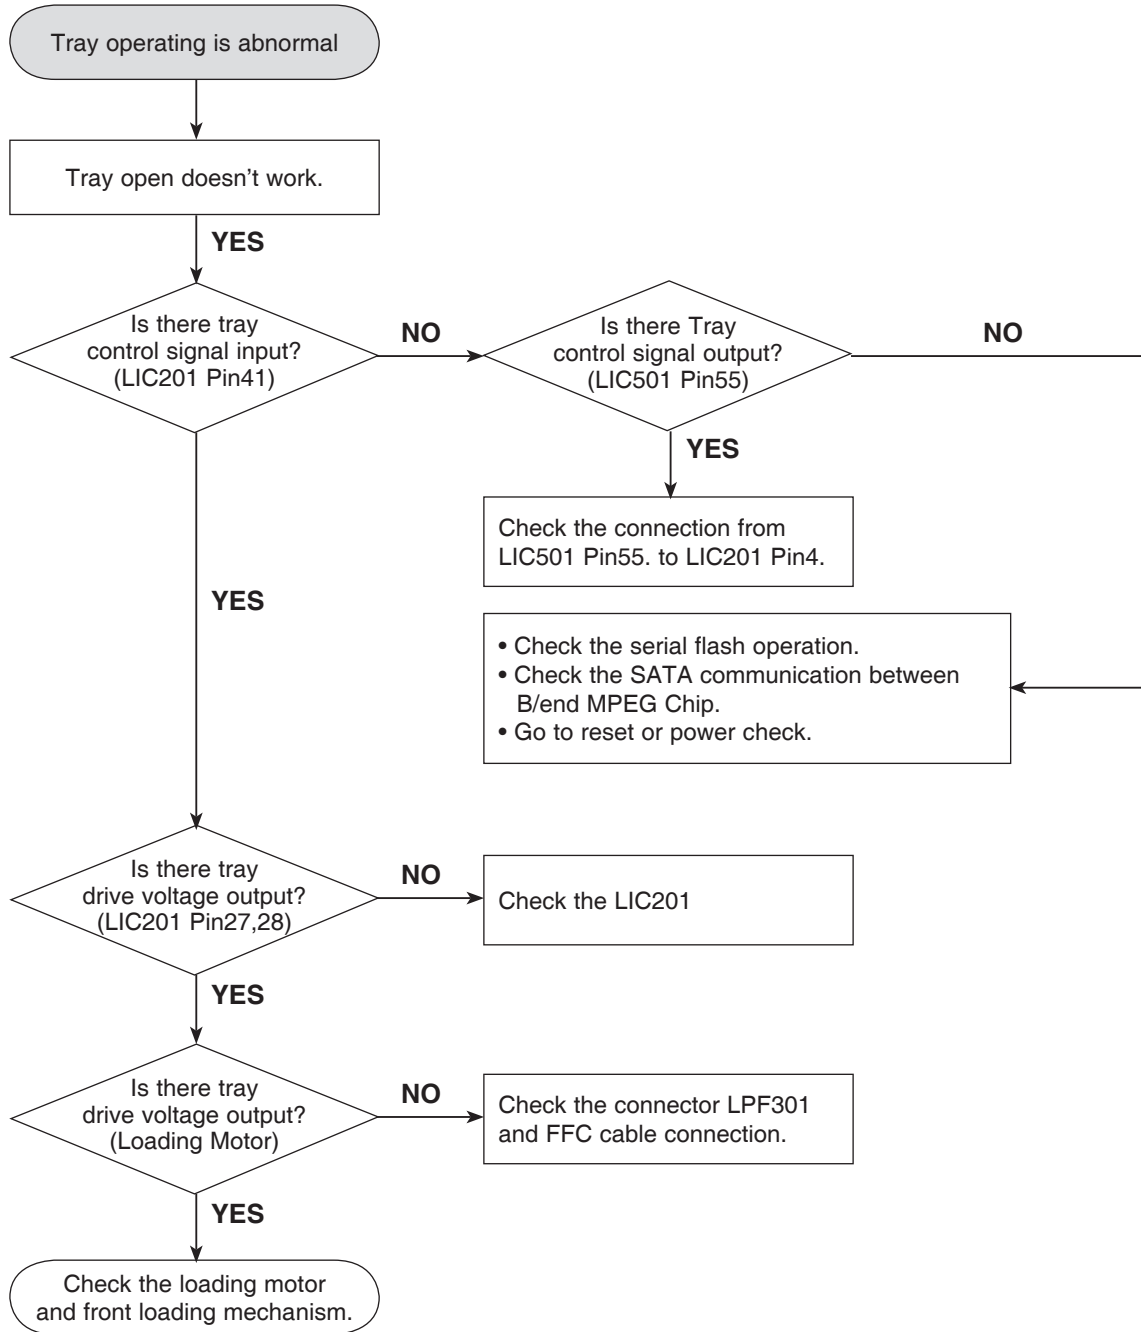 Tray operating is abnormal
Tray open doesn't work.
YES
Is there tray
control signal input?
(LIC201 Pin41)
NO
Is there Tray
control signal output?
(LIC501 Pin55)
NO
YES
Check the connection from
LIC501 Pin55. to LIC201 Pin4.
YES
• Check the serial flash operation.
• Check the SATA communication between
B/end MPEG Chip.
• Go to reset or power check.
Is there tray
drive voltage output?
(LIC201 Pin27,28)
NO
Check the LIC201
YES
Is there tray
drive voltage output?
(Loading Motor)
NO
Check the connector LPF301
and FFC cable connection.
YES
Check the loading motor
and front loading mechanism.